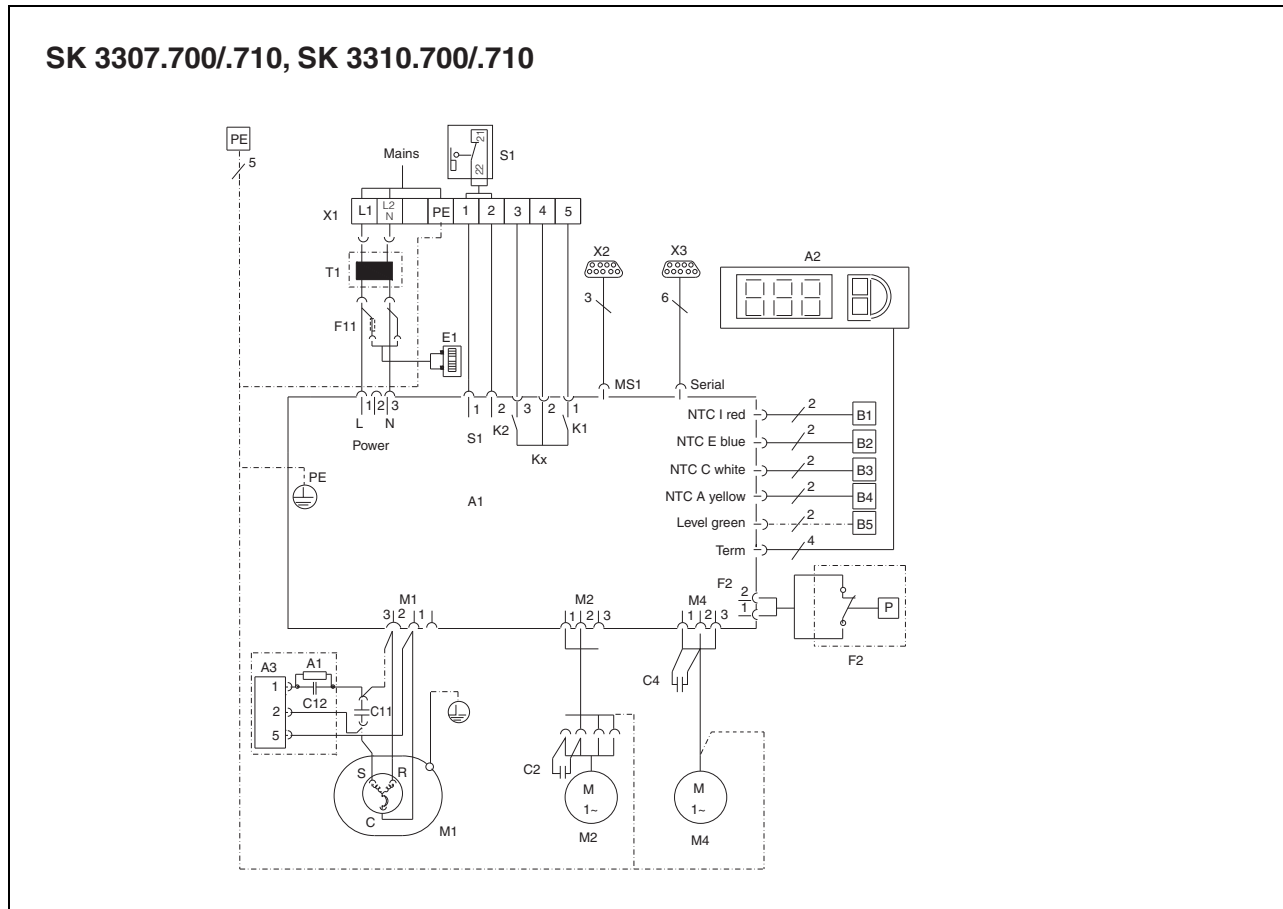 SK 3307.700/.710, SK 3310.700/.710
PE
5
Mains
21
22
S1
X1
L1
L2
N
PE
1
2
3
4
5
T1
X2
X3
A2
3
6
F11
E1
MS1
Serial
L
1
2
3
N
Power
1
S1
2
K2
3
2
1
K1
Kx
NTC I red
2
B1
NTC E blue
2
B2
NTC C white
2
B3
NTC A yellow
2
B4
Level green
2
B5
Term
4
PE
A1
F2
2
1
P
F2
M1
3
2
1
M2
1
2
3
M4
1
2
3
A3
A1
1
C12
2
C11
5
S
R
C
M1
C2
M
1~
M2
C4
M
1~
M4